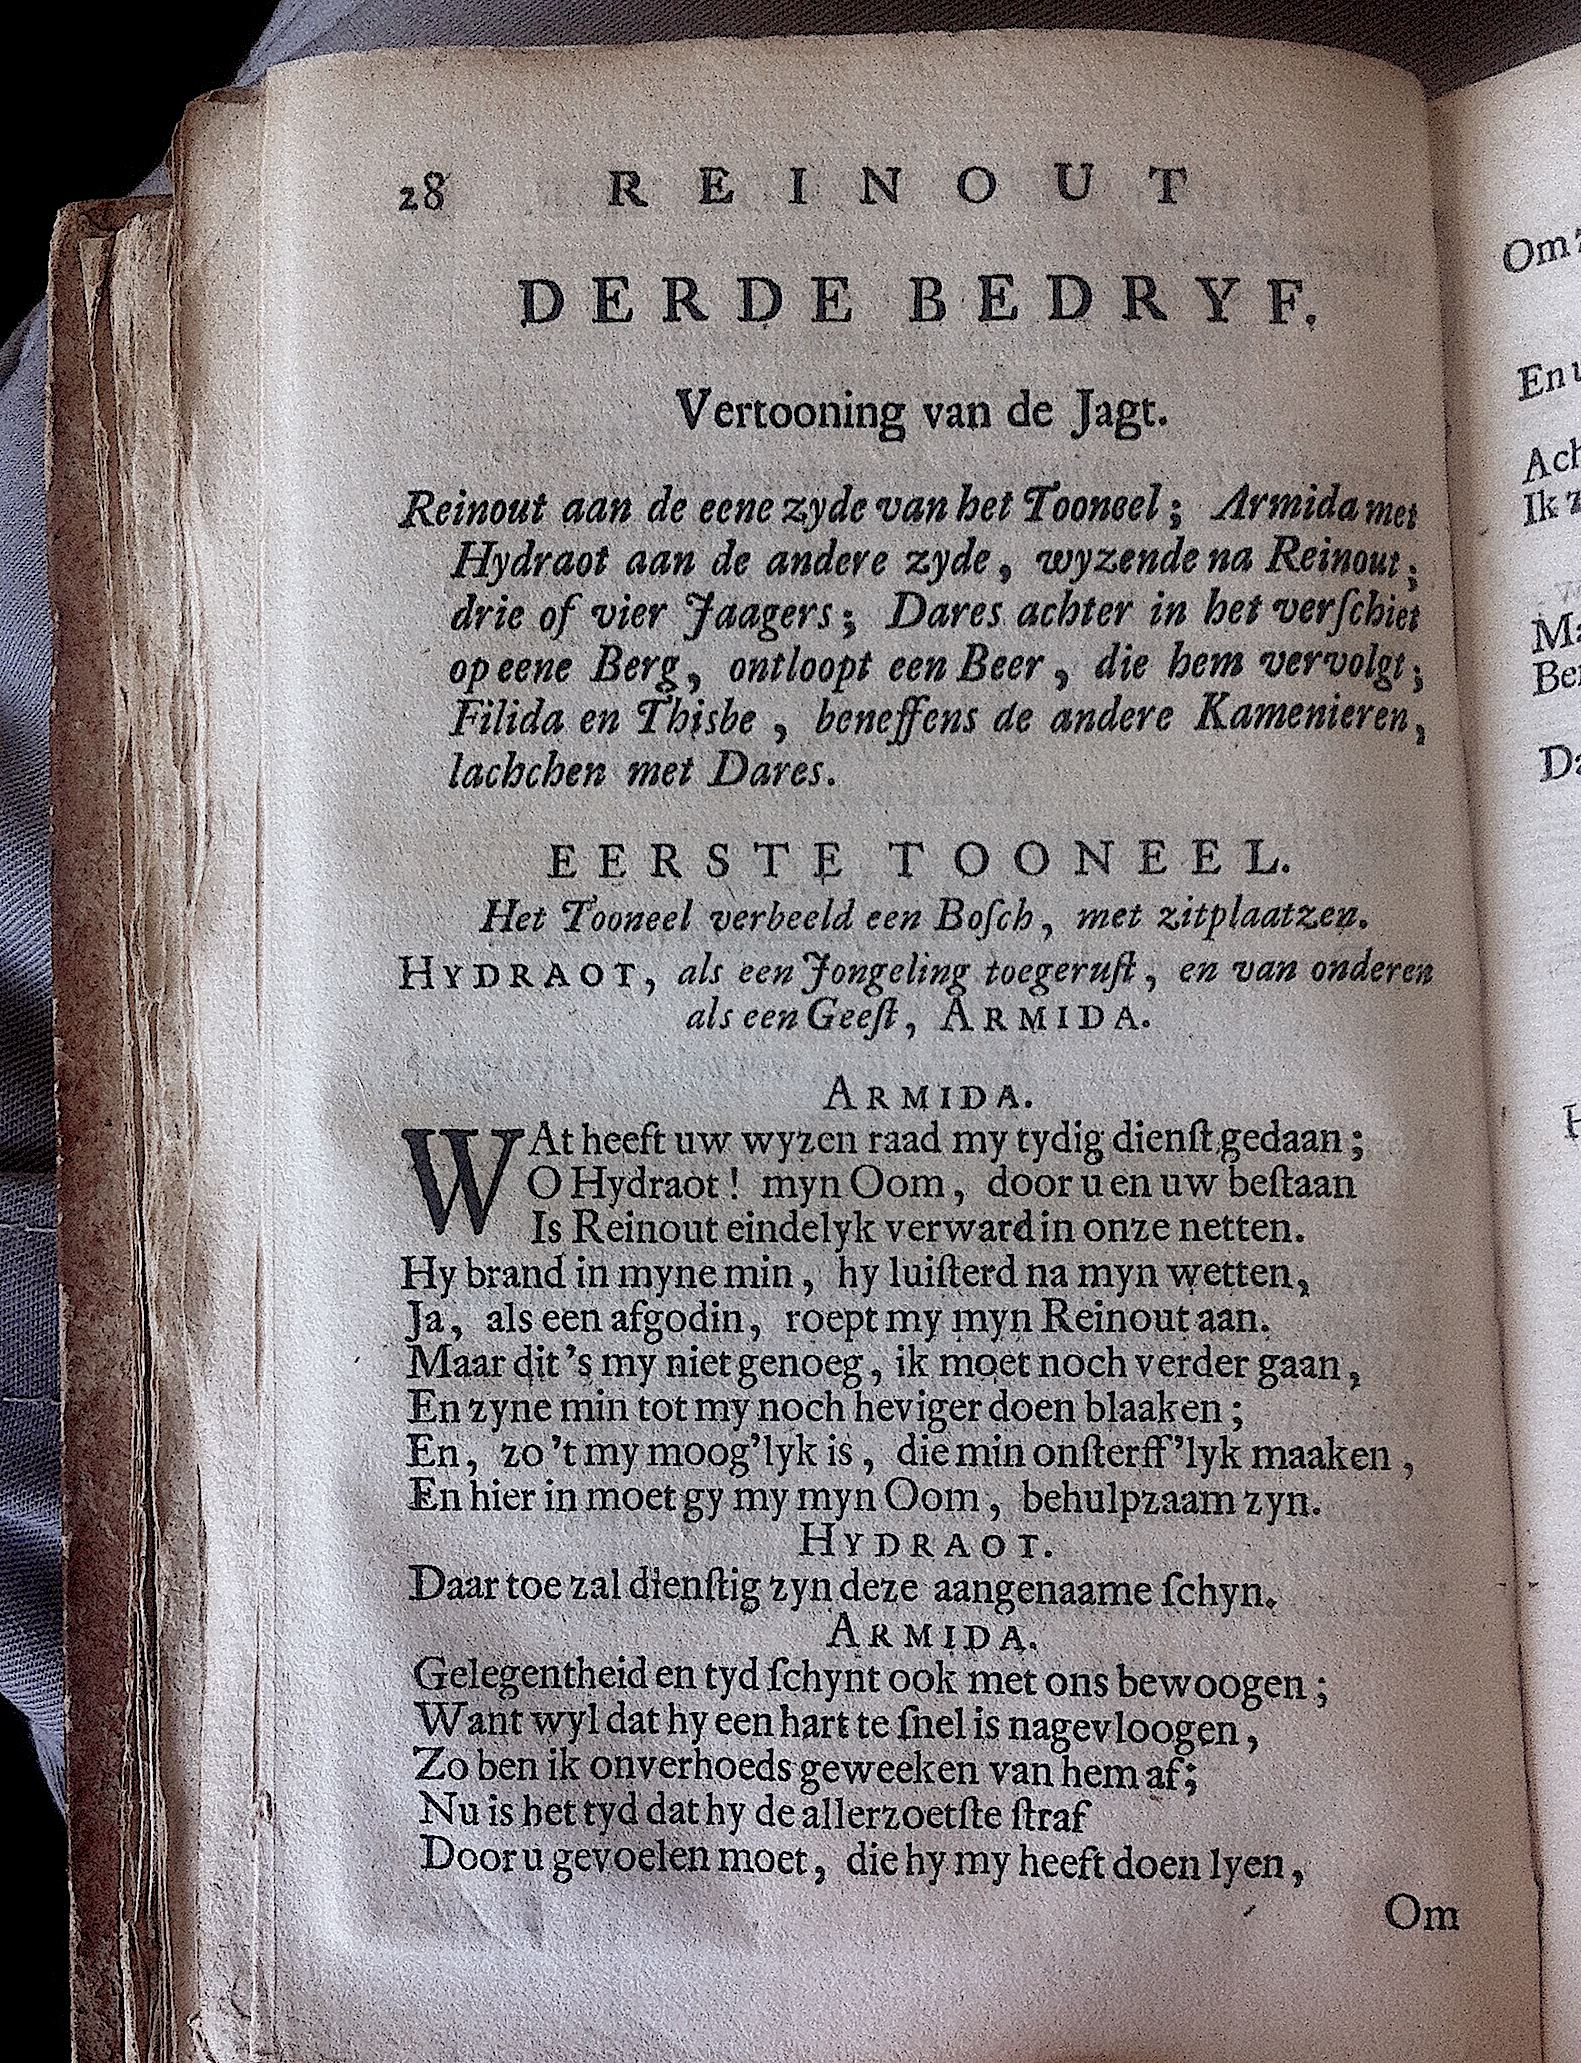 28 REINOUT
DERDE BEDRYF.
Vertooning van de Jagt.
Reinout aan de eene zyde van het Tooneel; Armida met
Hydraot aan de andere zyde, wyzende na Reinout;
drie of vier Jaagers; Dares achter in het verſchiet
op eene Berg, ontloopt een Beer, die hem vervolgt;
Filida en Thisbe, beneffens de andere Kamenieren,
lachchen met Dares.
EERSTE TOONEEL.
Het Tooneel verbeeld een Boſch, met zitplaatzen.
HYDRAOT, als een Jongeling toegeruſt, en van onderen
als een Geeſt, ARMIDA.
ARMIDA.
WAt heeft uw wyzen raad my tydig dienſt gedaan;
O Hydraot! myn Oom, door u en uw beſtaan
Is Reinout eindelyk verward in onze netten.
Hy brand in myne min, hy luiſterd na myn wetten,
Ja, als een afgodin, roept my myn Reinout aan.
Maar dit's my niet genoeg, ik moet noch verder gaan,
En zyne min tot my noch heviger doen blaaken;
En, zo 't my moog'lyk is, die min onſterff'lyk maaken,
En hier in moet gy my myn Oom, behulpzaam zyn.
HYDRAOT.
Daar toe zal dienſtig zyn deze aangenaame ſchyn.
ARMIDA.
Gelegentheid en tyd ſchynt ook met ons bewoogen;
Want wyl dat hy een hart te ſnel is nagevloogen,
Zo ben ik onverhoeds geweeken van hem af;
Nu is het tyd dat hy de allerzoetſte ſtraf
Door u gevoelen moet, die hy my heeft doen lyen,
Om
Om
En
Ach
Ik
Ma
Be
Da